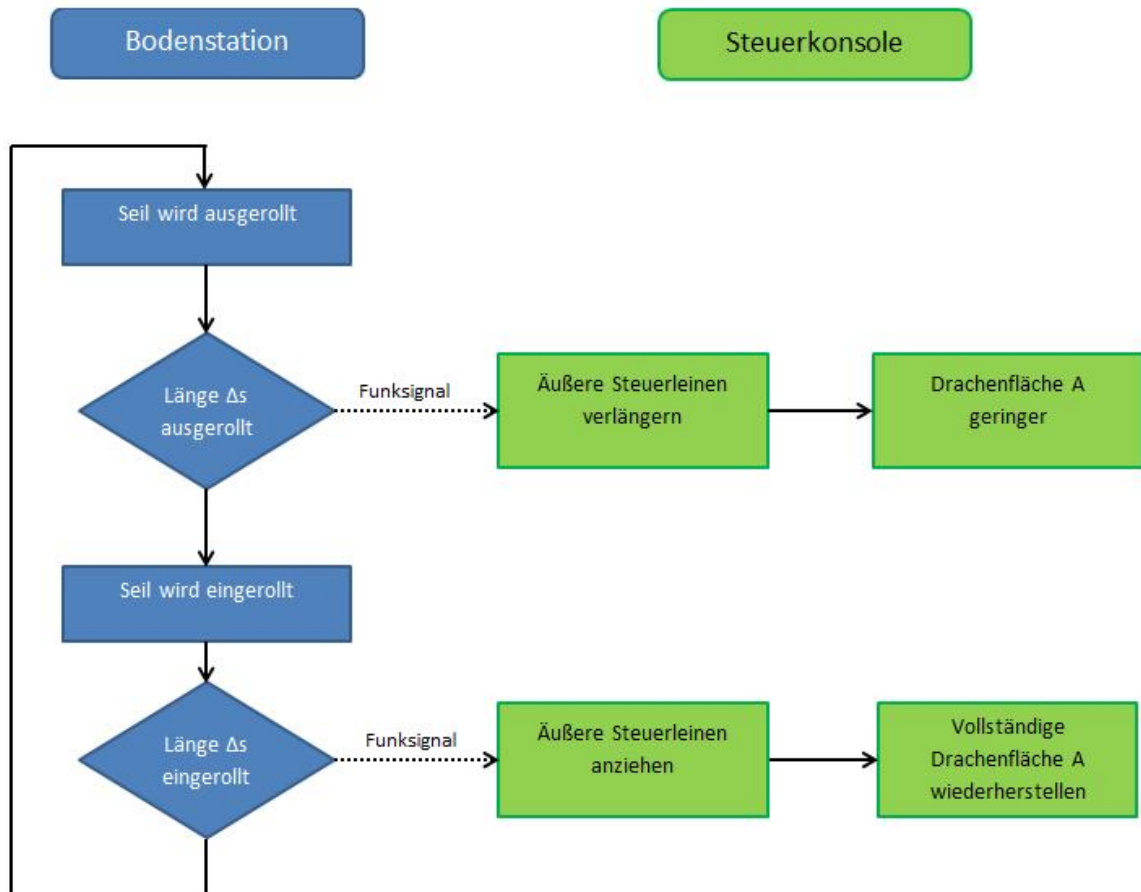 Bodenstation
Steuerkonsole
Seil wird ausgerollt
Länge Δs
ausgerollt
Funksignal
Äußere Steuerleinen
verlängern
Drachenfläche A
geringer
Seil wird eingerollt
Länge Δs
eingerollt
Funksignal
Äußere Steuerleinen
anziehen
Vollständige
Drachenfläche A
wiederherstellen